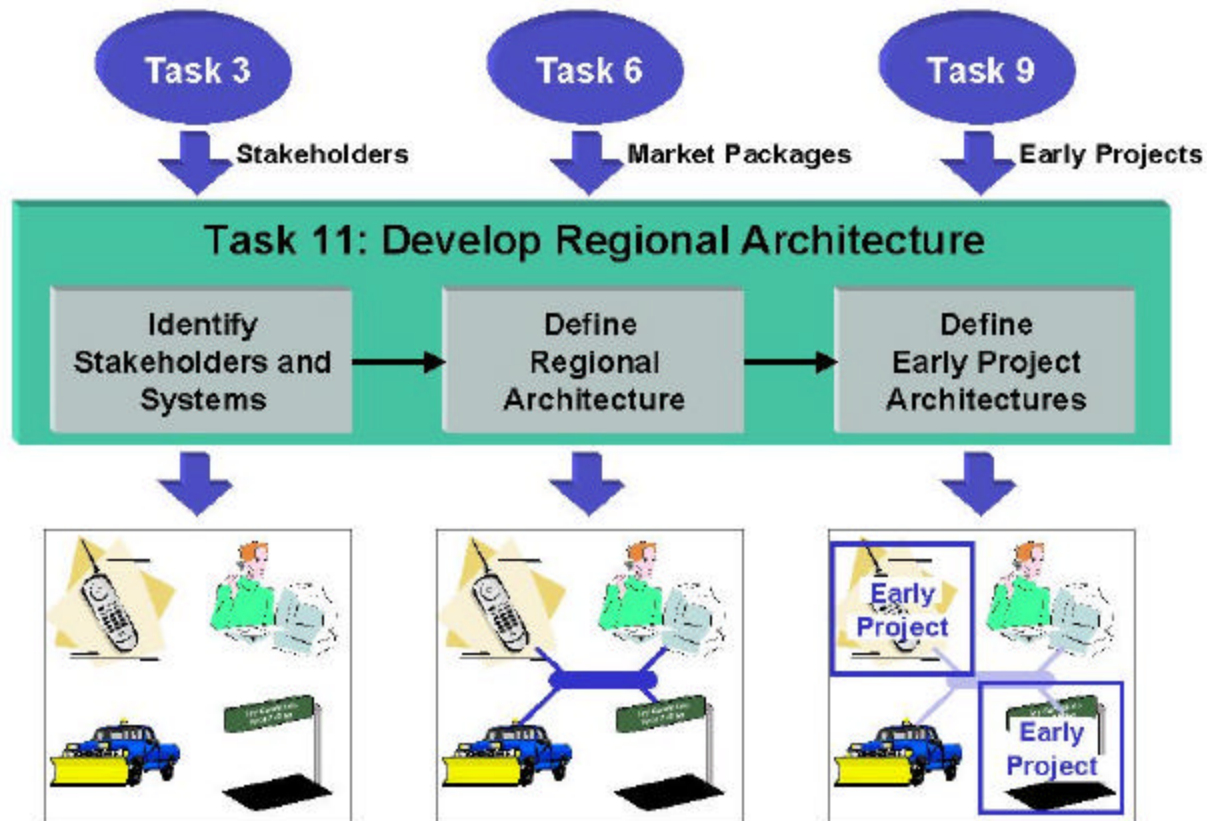 Task 3
Task 6
Task 9
Stakeholders
Market Packages
Early Projects
Task 11: Develop Regional Architecture
Identify
Stakeholders and
Systems
Define
Regional
Architecture
Define
Early Project
Architectures
Early
Project
Early
Project